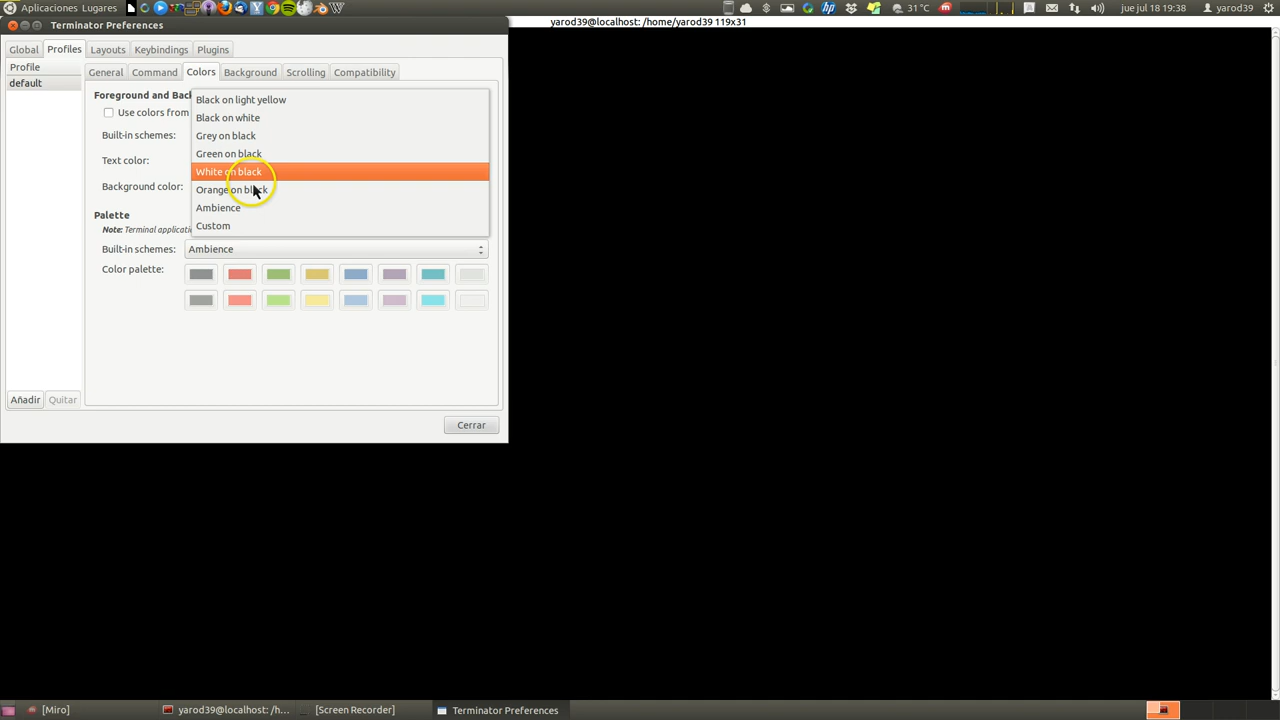 Aplicaciones Lugares
31°C
jue jul 18 19:38
yarod39
yarod39@localhost: /home/yarod39 119x31
Terminator Preferences
Global
Profiles
Layouts
Keybindings
Plugins
Profile
default
General
Command
Colors
Background
Scrolling
Compatibility
Foreground and Bac
Use colors from
Built-in schemes:
Text color:
Background color:
Black on light yellow
Black on white
Grey on black
Green on black
White on black
Orange on black
Ambience
Custom
Palette
Note: Terminal applicatio
Built-in schemes:
Ambience
Color palette:
Añadir
Quitar
Cerrar
[Miro]
yarod39@localhost: /h...
[Screen Recorder]
Terminator Preferences